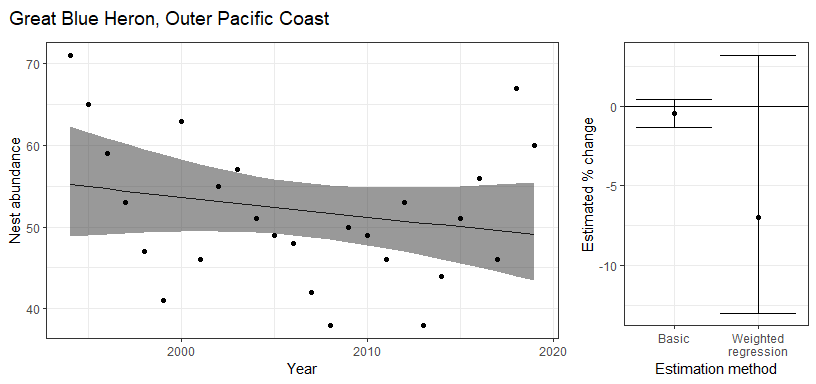 Great Blue Heron, Outer Pacific Coast
Nest abundance
70
60
50
40
2000
2010
2020
Year
Estimated % change
0
-5
-10
Basic
Weighted
regression
Estimation method